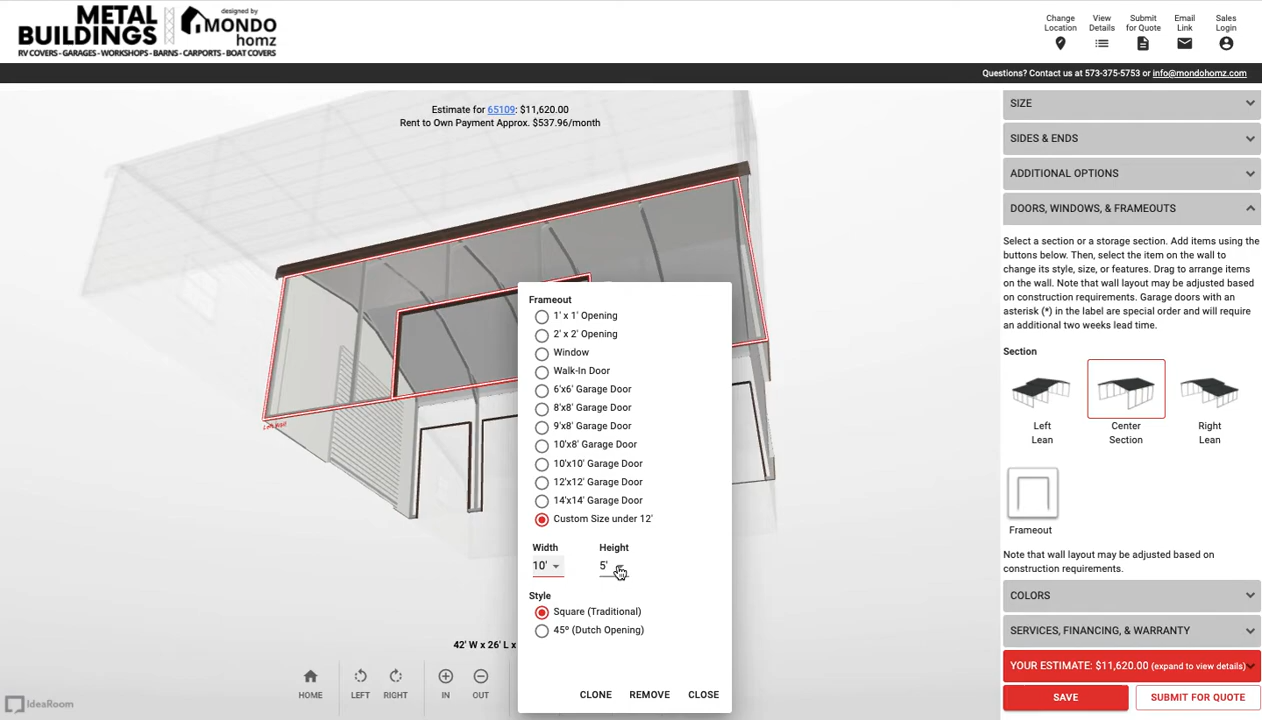 METAL
BUILDINGS
designed by
MONDO
homz
RV COVERS - GARAGES - WORKSHOPS - BARNS - CARPORTS - BOAT COVERS
Change
Location
View
Details
Submit
for Quote
Email
Link
Sales
Login
Questions? Contact us at 573-375-5753 or info@mondohomz.com
Estimate for 65109: $11,620.00
Rent to Own Payment Approx. $537.96/month
Left Wall
42' W x 26' L x
HOME
LEFT
RIGHT
IN
OUT
IdeaRoom
Frameout
1' x 1' Opening
2' x 2' Opening
Window
Walk-In Door
6'x6' Garage Door
8'x8' Garage Door
9'x8' Garage Door
10'x8' Garage Door
10'x10' Garage Door
12'x12' Garage Door
14'x14' Garage Door
Custom Size under 12'
Width Height
10' 5'
Style
Square (Traditional)
45º (Dutch Opening)
CLONE REMOVE CLOSE
SIZE
SIDES & ENDS
ADDITIONAL OPTIONS
DOORS, WINDOWS, & FRAMEOUTS
Select a section or a storage section. Add items using the
buttons below. Then, select the item on the wall to
change its style, size, or features. Drag to arrange items
on the wall. Note that wall layout may be adjusted based
on construction requirements. Garage doors with an
asterisk (*) in the label are special order and will require
an additional two weeks lead time.
Section
Left
Lean
Center
Section
Right
Lean
Frameout
Note that wall layout may be adjusted based on
construction requirements.
COLORS
SERVICES, FINANCING, & WARRANTY
YOUR ESTIMATE: $11,620.00 (expand to view details)
SAVE
SUBMIT FOR QUOTE